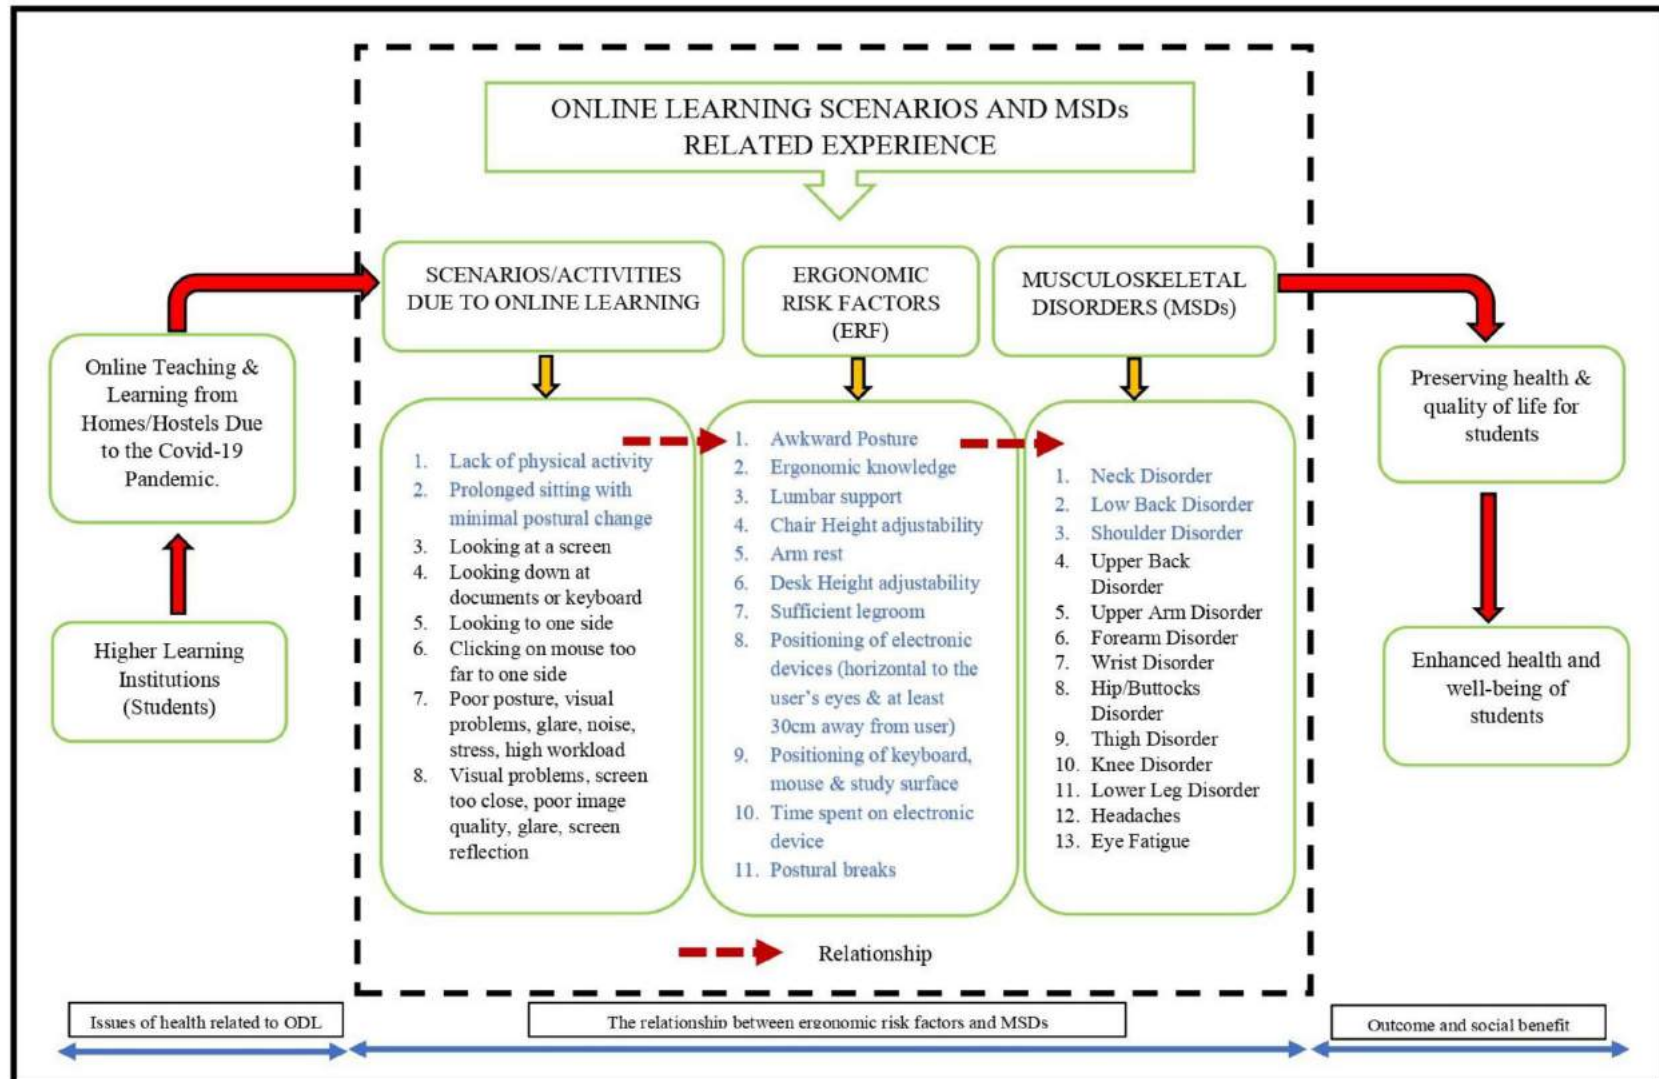 ONLINE LEARNING SCENARIOS AND MSDs
RELATED EXPERIENCE
SCENARIOS/ACTIVITIES
DUE TO ONLINE LEARNING
ERGONOMIC
RISK FACTORS
(ERF)
MUSCULOSKELETAL
DISORDERS (MSDs)
Online Teaching &
Learning from
Homes/Hostels Due
to the Covid-19
Pandemic.
Higher Learning
Institutions
(Students)
1. Lack of physical activity
2. Prolonged sitting with
minimal postural change
3. Looking at a screen
4. Looking down at
documents or keyboard
5. Looking to one side
6. Clicking on mouse too
far to one side
7. Poor posture, visual
problems, glare, noise,
stress, high workload
8. Visual problems, screen
too close, poor image
quality, glare, screen
reflection
1. Awkward Posture
2. Ergonomic knowledge
3. Lumbar support
4. Chair Height adjustability
5. Arm rest
6. Desk Height adjustability
7. Sufficient legroom
8. Positioning of electronic
devices (horizontal to the
user's eyes & at least
30cm away from user)
9. Positioning of keyboard,
mouse & study surface
10. Time spent on electronic
device
11. Postural breaks
1. Neck Disorder
2. Low Back Disorder
3. Shoulder Disorder
4. Upper Back
Disorder
5. Upper Arm Disorder
6. Forearm Disorder
7. Wrist Disorder
8. Hip/Buttocks
Disorder
9. Thigh Disorder
10. Knee Disorder
11. Lower Leg Disorder
12. Headaches
13. Eye Fatigue
Preserving health &
quality of life for
students
Enhanced health and
well-being of
students
Relationship
Issues of health related to ODL
The relationship between ergonomic risk factors and MSDs
Outcome and social benefit